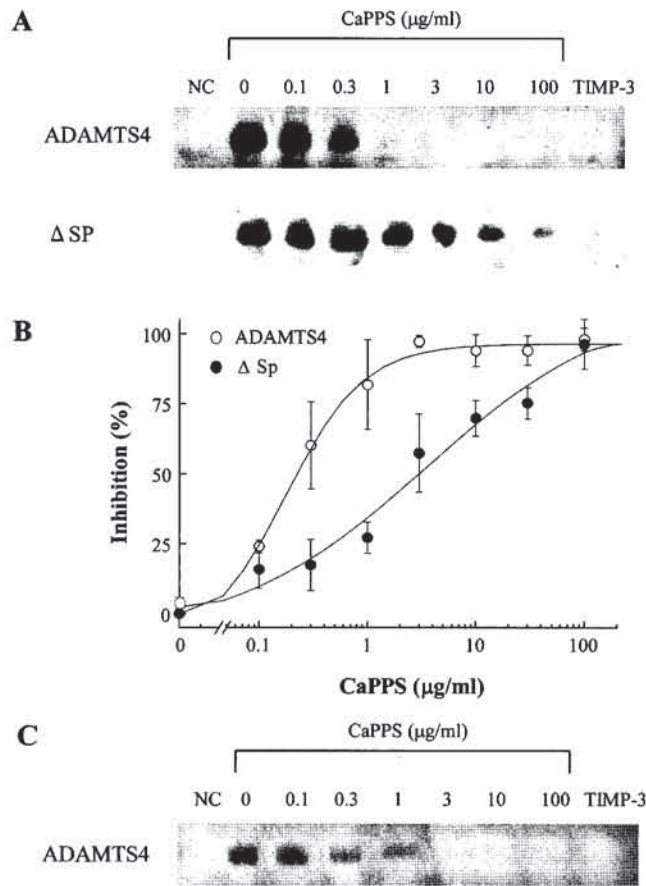 A
CaPPS (µg/ml)
NC 0 0.1 0.3 1 3 10 100 TIMP-3
ADAMTS4
Δ SP
B
100
75
50
25
0
Inhibition (%)
ADAMTS4
Δ Sp
0 0.1 1 10 100
CaPPS (µg/ml)
C
CaPPS (µg/ml)
NC 0 0.1 0.3 1 3 10 100 TIMP-3
ADAMTS4